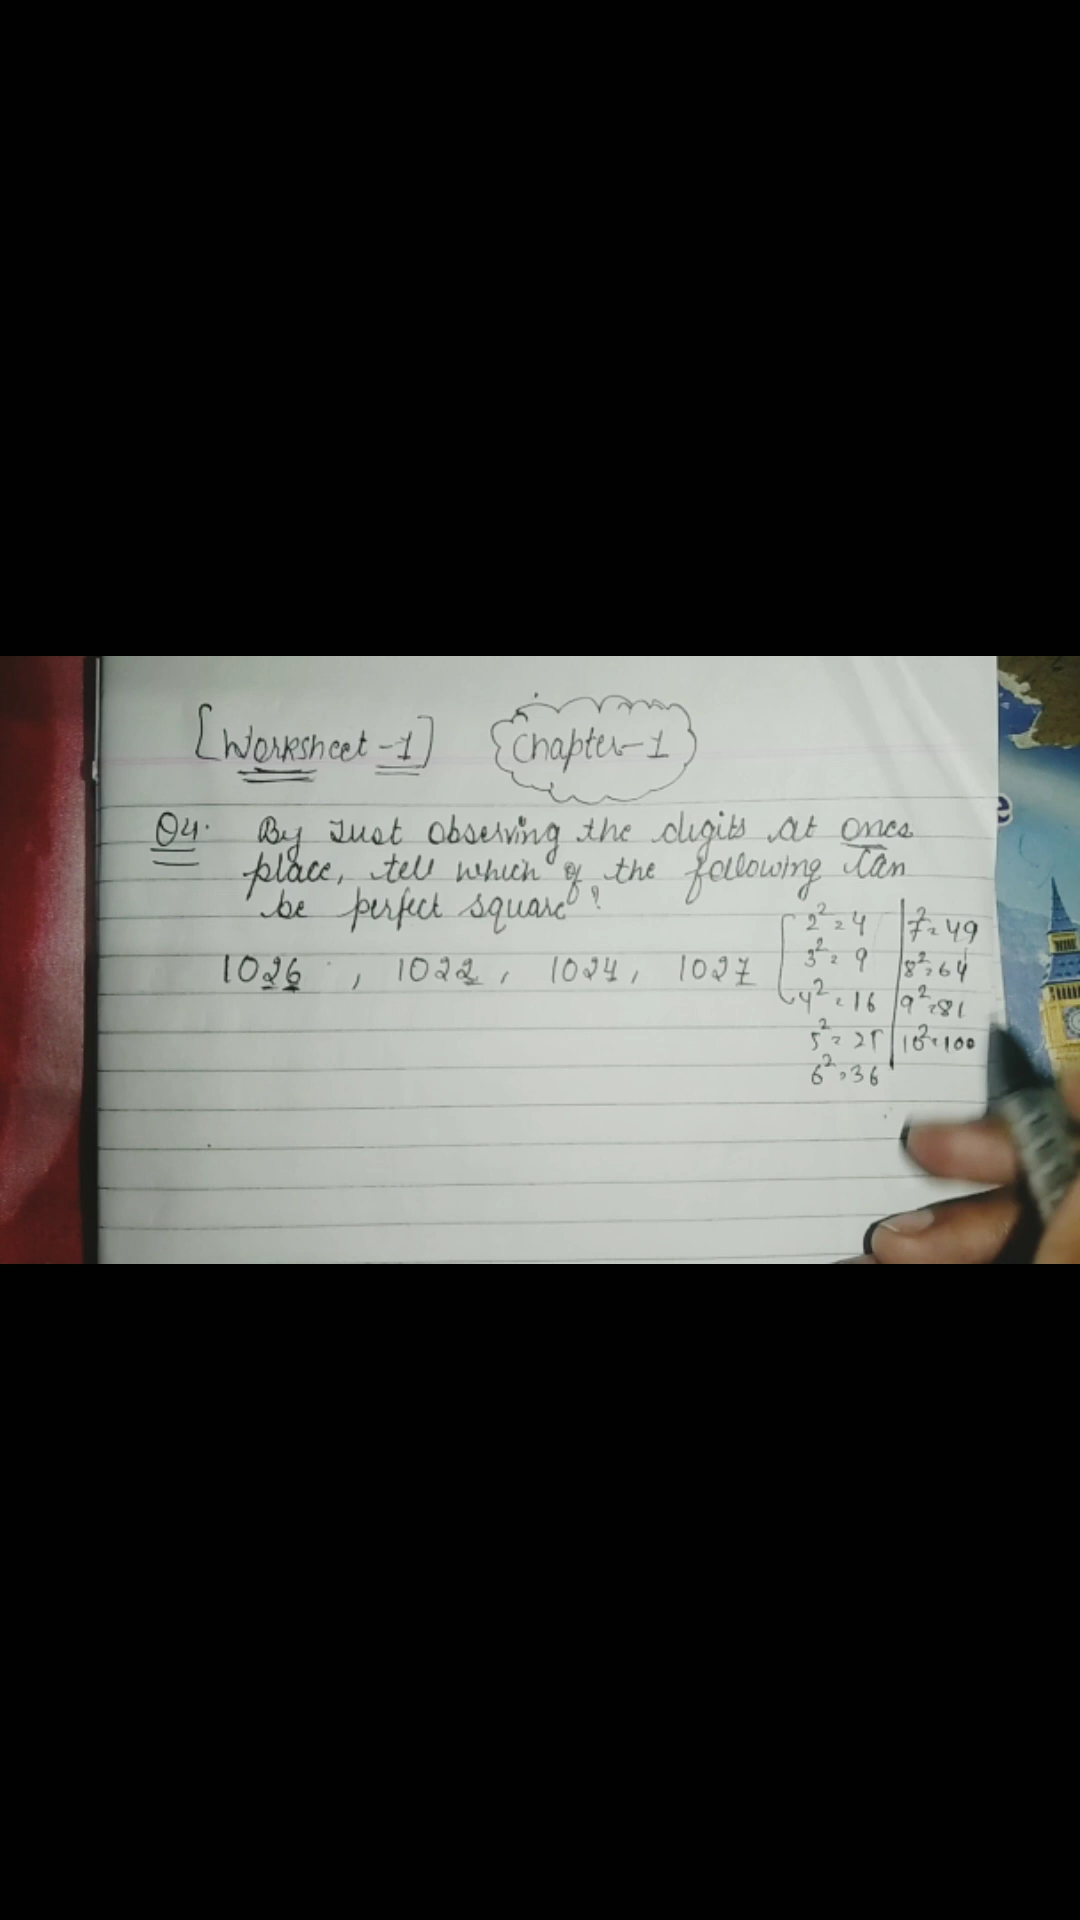 [Worksheet-1] Chapter-1
Q4. By Just observing the digits at ones
place, tell which of the following can
be perfect square?
1026 , 1022 , 1024 , 1027
2² = 4
3² = 9
4² = 16
5² = 25
6² = 36
7² = 49
8² = 64
9² = 81
10² = 100
e